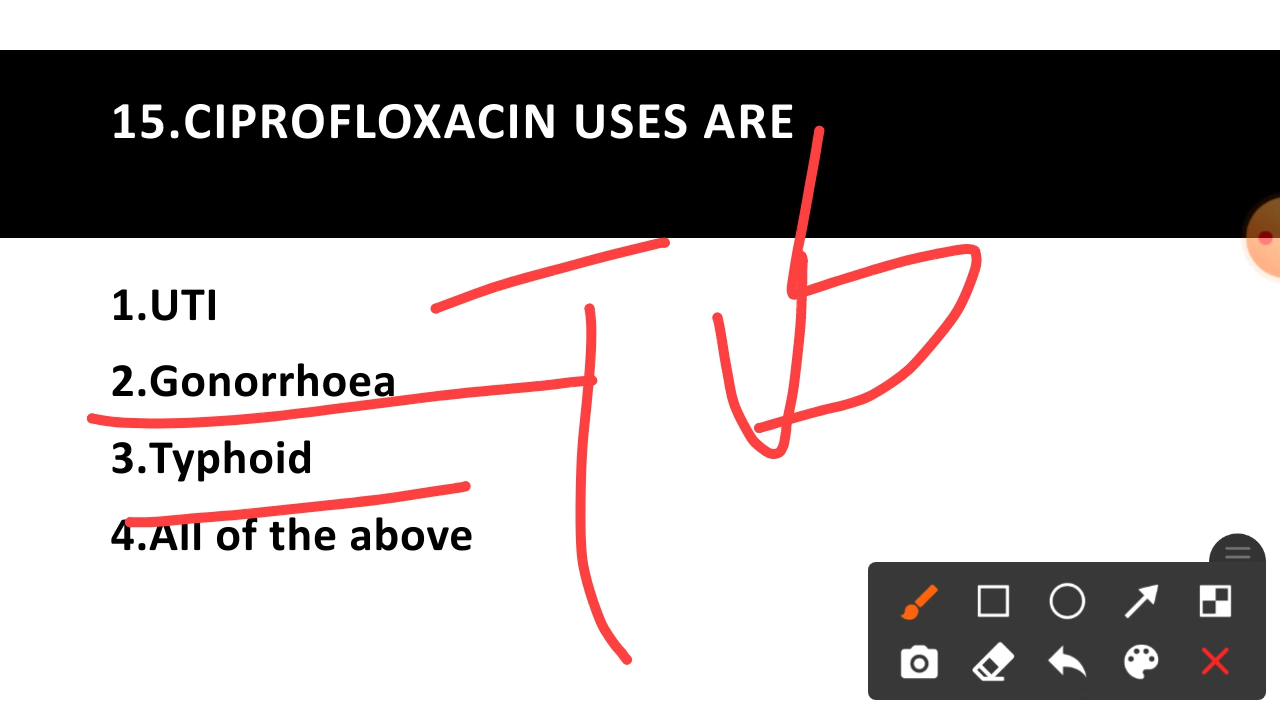 15.CIPROFLOXACIN USES ARE
1.UTI
2.Gonorrhoea
3.Typhoid
4.All of the above